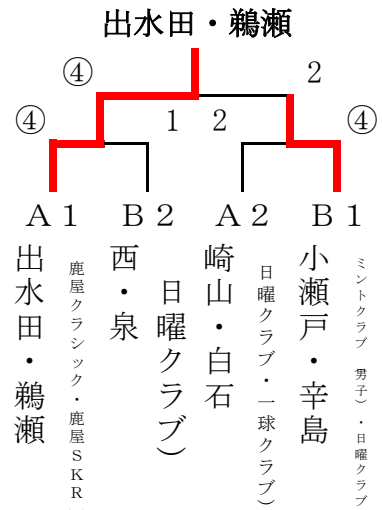 出水田・鵜瀬
④
2
④
1
2
④
A1
B2
A2
B1
出水田・鵜瀬
鹿屋クラシック・鹿屋SKR
西・泉
日曜クラブ)
崎山・白石
日曜クラブ・一球クラブ)
小瀬戸・辛島
ミントクラブ 男子)・日曜クラブ